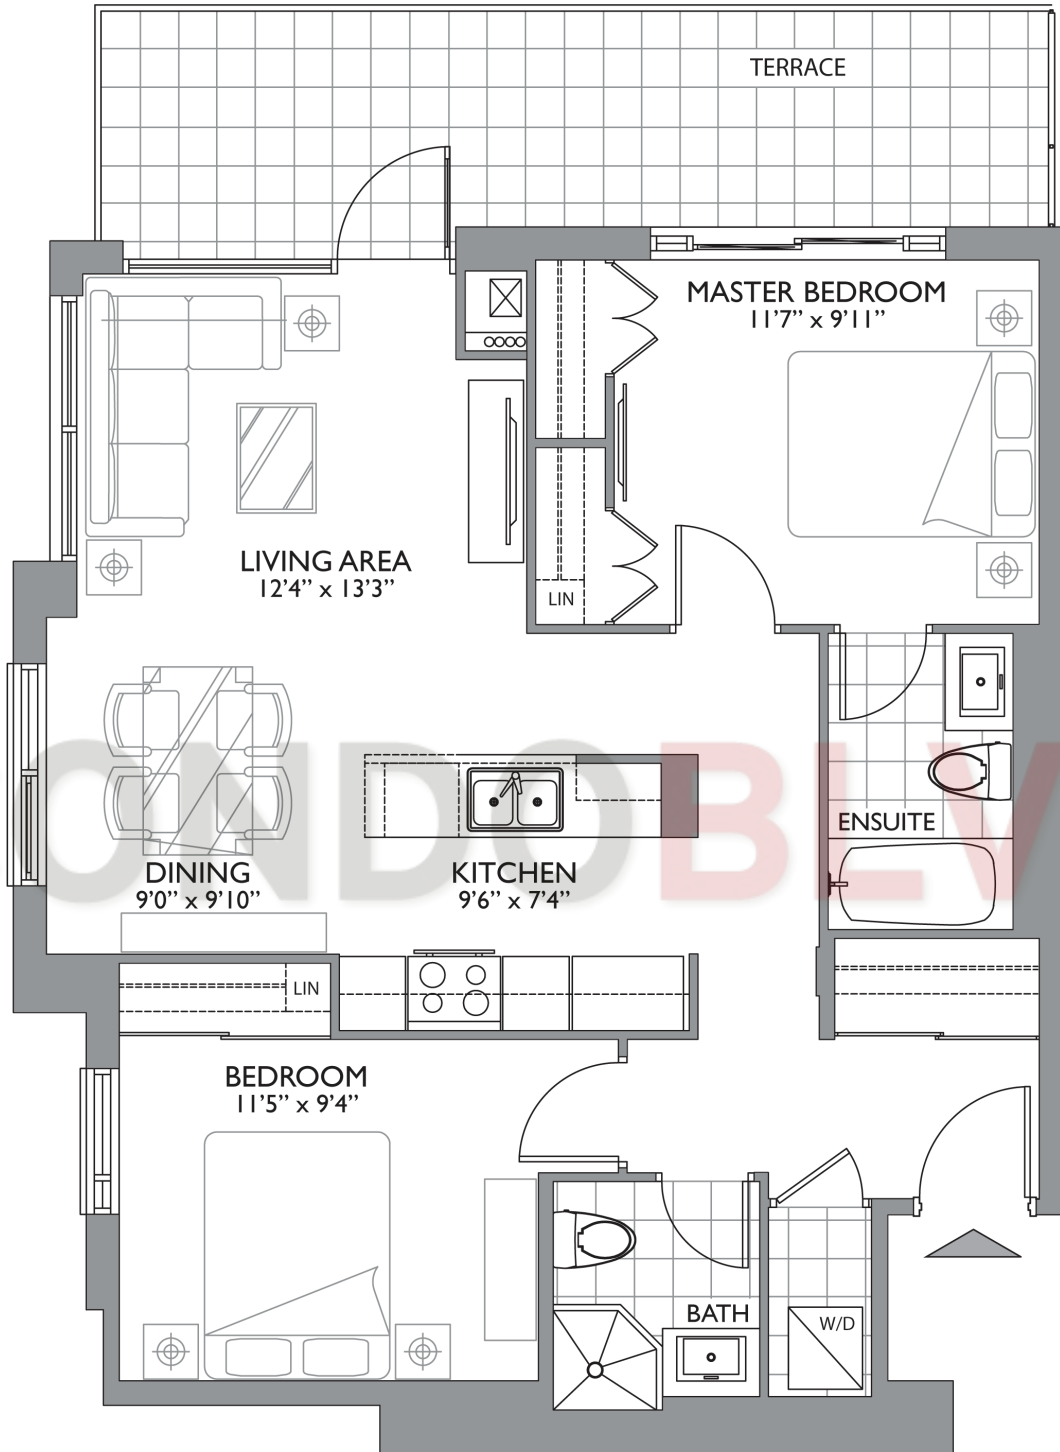 TERRACE
MASTER BEDROOM
11'7" x 9'11"
LIVING AREA
12'4" x 13'3"
LIN
ENSUITE
DINING
9'0" x 9'10"
KITCHEN
9'6" x 7'4"
ONDOBLV
LIN
BEDROOM
11'5" x 9'4"
BATH
W/D